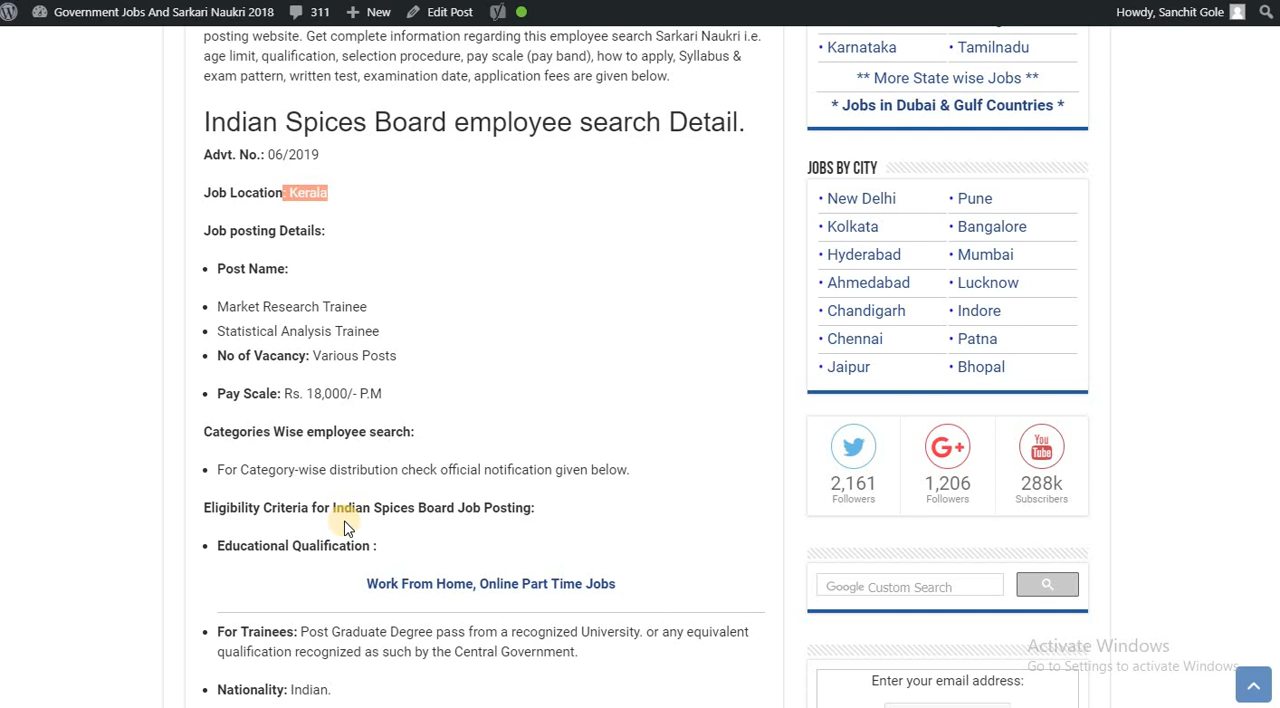 Government Jobs And Sarkari Naukri 2018 311 New Edit Post Howdy, Sanchit Gole
posting website. Get complete information regarding this employee search Sarkari Naukri i.e.
age limit, qualification, selection procedure, pay scale (pay band), how to apply, Syllabus &
exam pattern, written test, examination date, application fees are given below.
Indian Spices Board employee search Detail.
Advt. No.: 06/2019
Job Location: Kerala
Job posting Details:
• Post Name:
• Market Research Trainee
• Statistical Analysis Trainee
• No of Vacancy: Various Posts
• Pay Scale: Rs. 18,000/- P.M
Categories Wise employee search:
• For Category-wise distribution check official notification given below.
Eligibility Criteria for Indian Spices Board Job Posting:
• Educational Qualification :
Work From Home, Online Part Time Jobs
• For Trainees: Post Graduate Degree pass from a recognized University. or any equivalent
qualification recognized as such by the Central Government.
• Nationality: Indian.
• Karnataka • Tamilnadu
** More State wise Jobs **
* Jobs in Dubai & Gulf Countries *
JOBS BY CITY
• New Delhi • Pune
• Kolkata • Bangalore
• Hyderabad • Mumbai
• Ahmedabad • Lucknow
• Chandigarh • Indore
• Chennai • Patna
• Jaipur • Bhopal
G+ You Tube
2,161 1,206 288k
Followers Followers Subscribers
Google Custom Search
Activate Windows
Go to Settings to activate Windows.
Enter your email address: